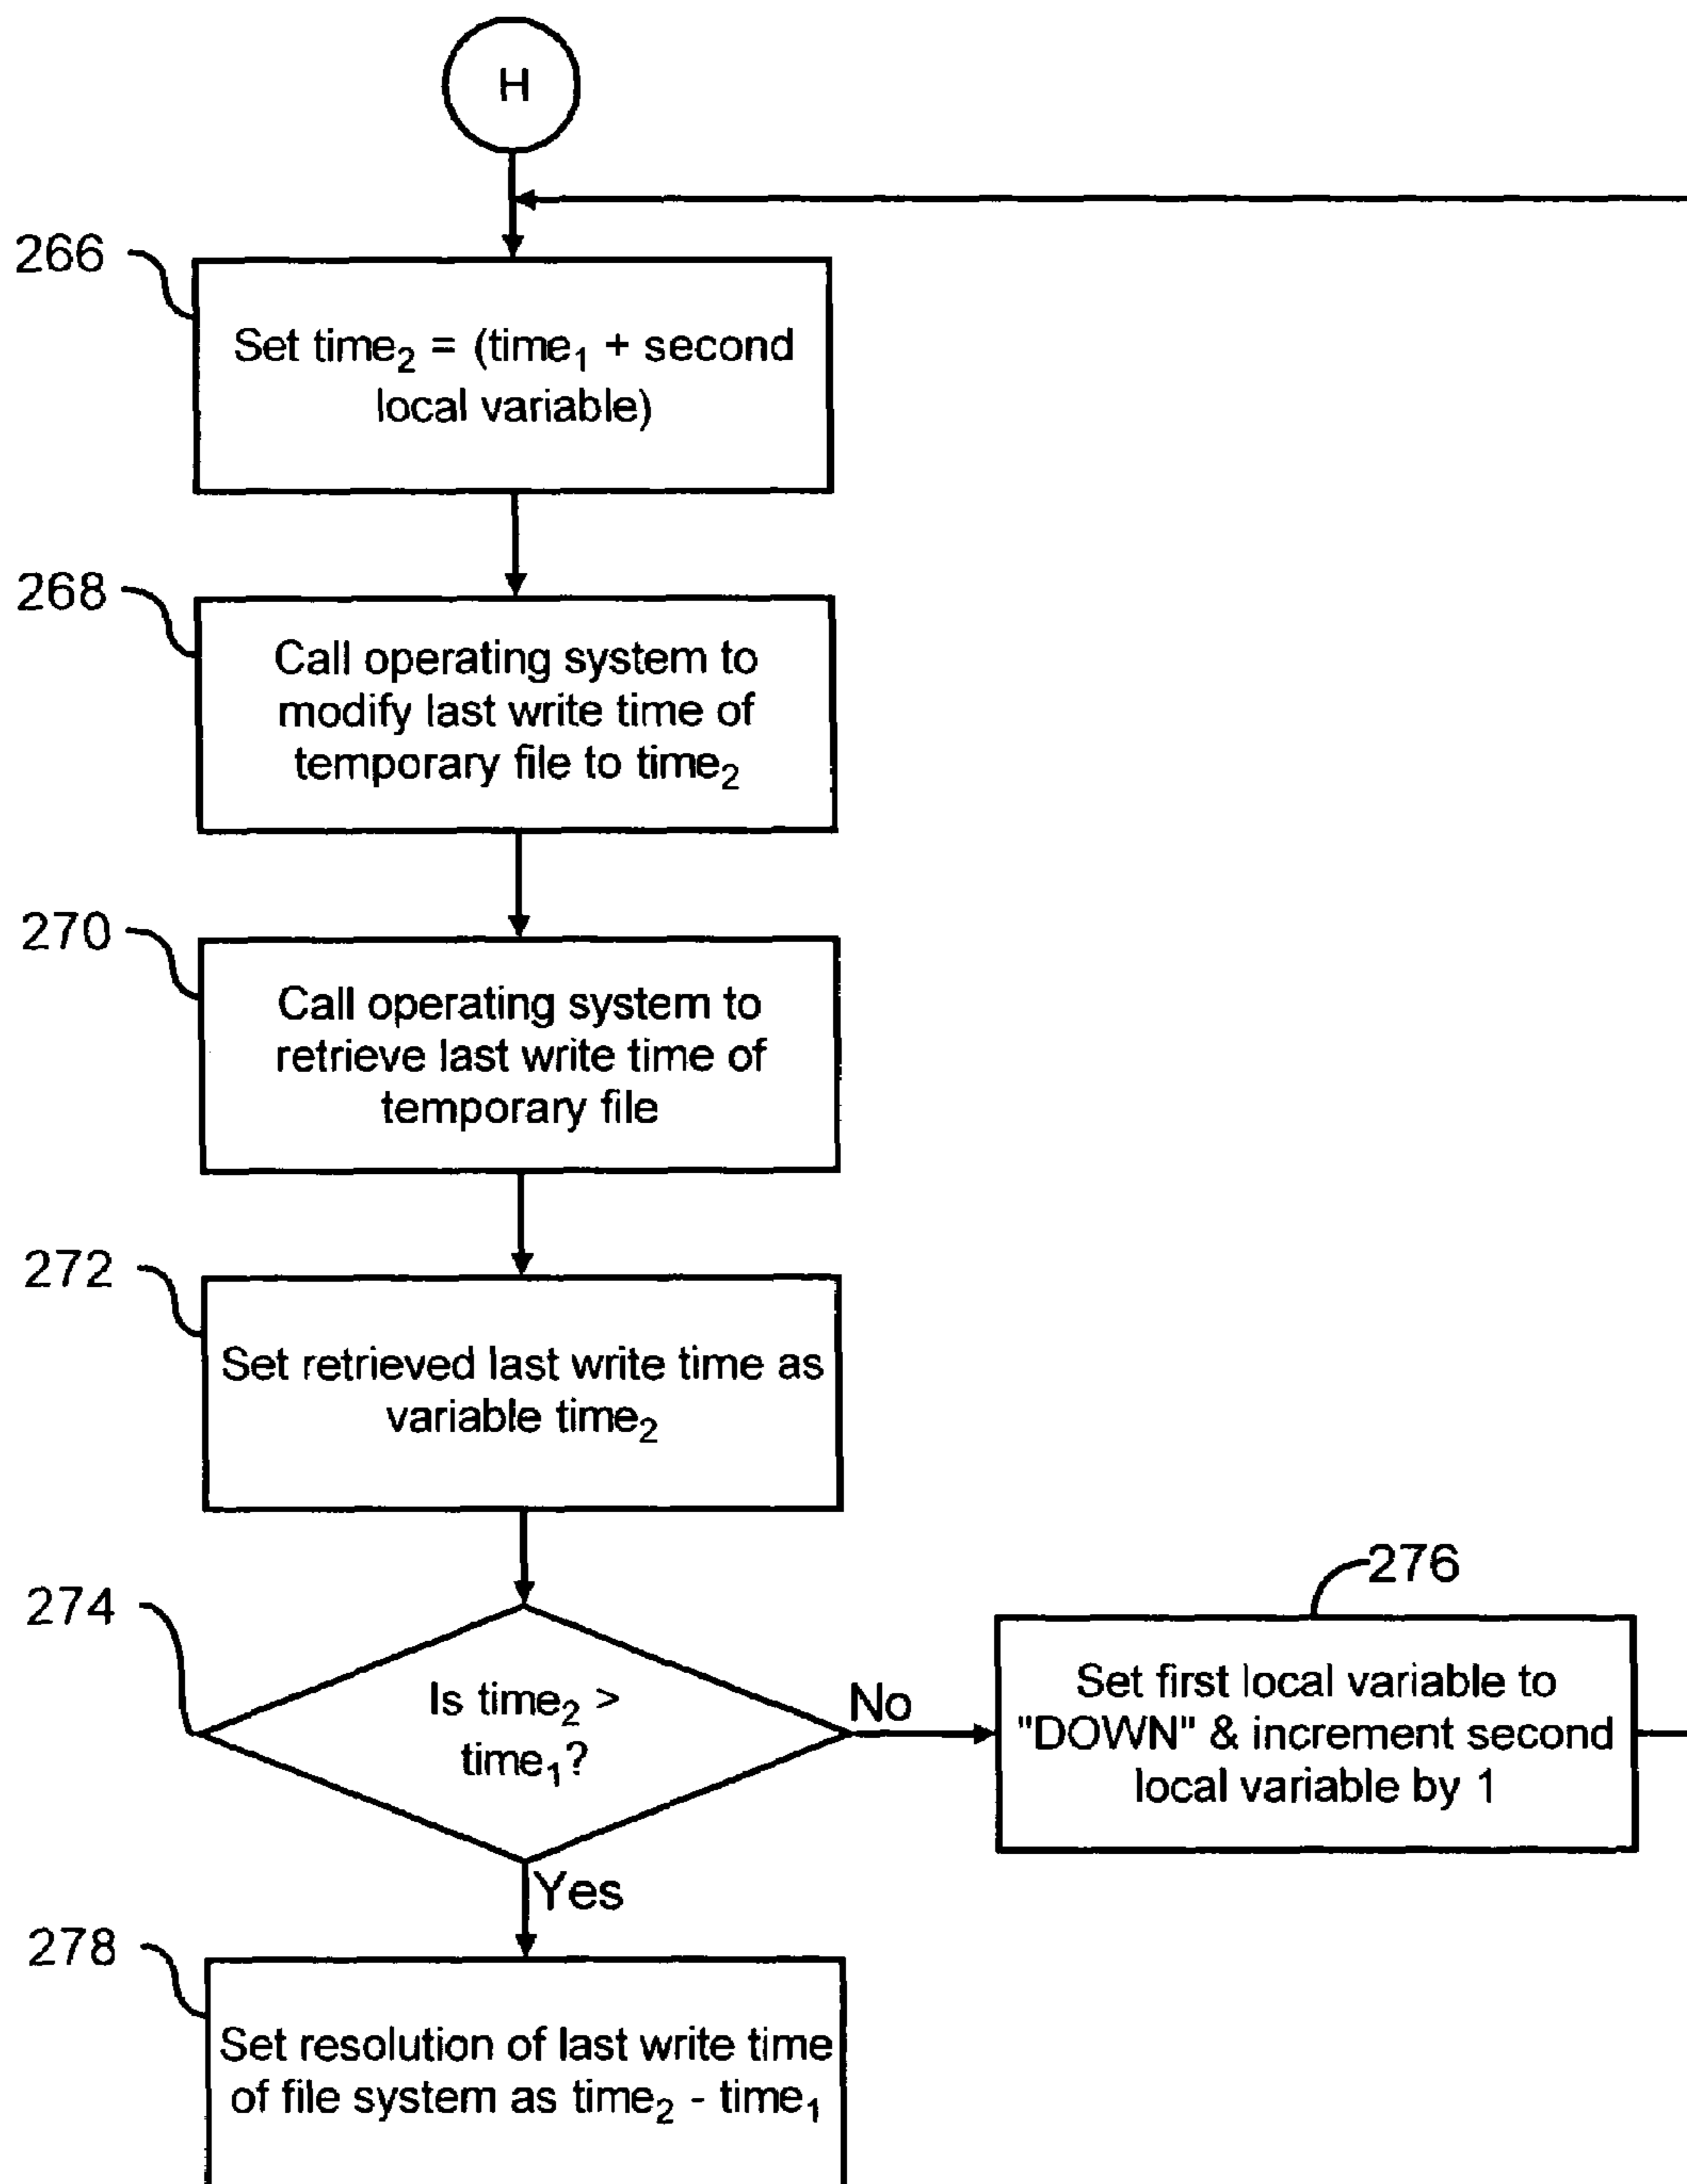 H
266
Set time₂ = (time₁ + second
local variable)
268
Call operating system to
modify last write time of
temporary file to time₂
270
Call operating system to
retrieve last write time of
temporary file
272
Set retrieved last write time as
variable time₂
274
Is time₂ >
time₁?
No
276
Set first local variable to
"DOWN" & increment second
local variable by 1
Yes
278
Set resolution of last write time
of file system as time₂ - time₁